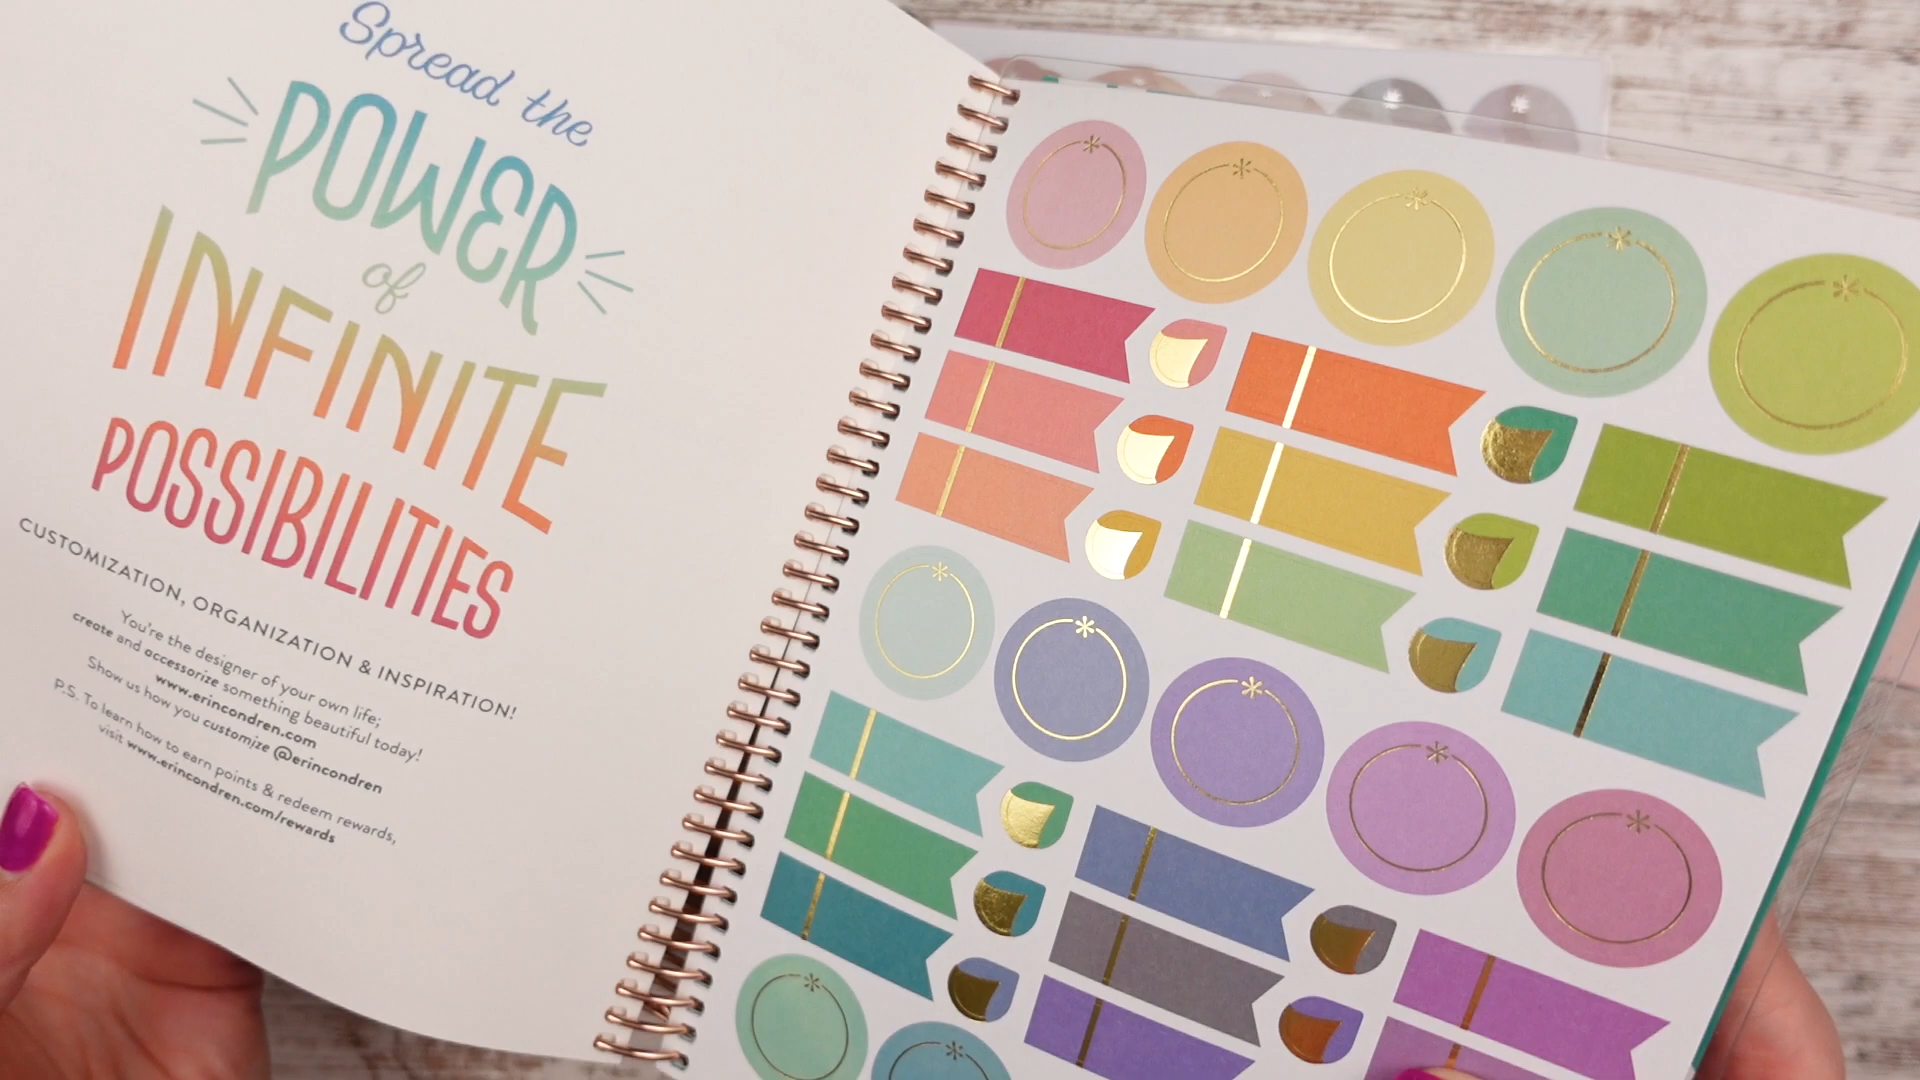 Spread the
POWER
of
INFINITE
POSSIBILITIES
CUSTOMIZATION, ORGANIZATION & INSPIRATION!
You're the designer of your own life;
create and accessorize something beautiful today!
www.erincondren.com
Show us how you customize @erincondren
P.S. To learn how to earn points & redeem rewards,
visit www.erincondren.com/rewards